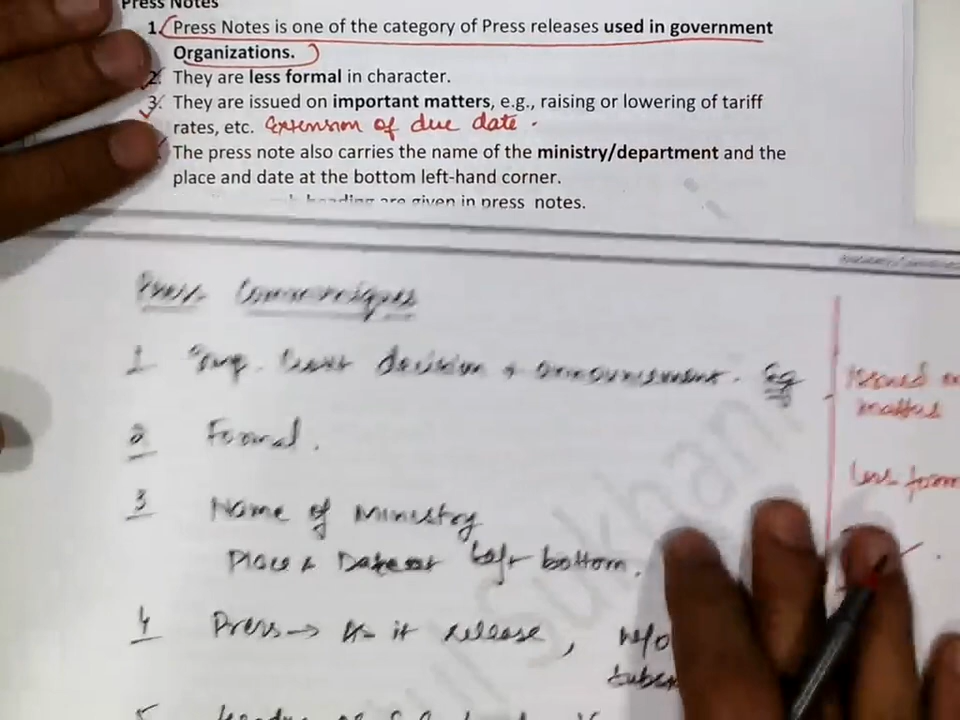 Press Notes
1. Press Notes is one of the category of Press releases used in government
Organizations.
2. They are less formal in character.
3. They are issued on important matters, e.g., raising or lowering of tariff
rates, etc. Extension of due date.
The press note also carries the name of the ministry/department and the
place and date at the bottom left-hand corner.
heading are given in press notes.
Press Communiques
1 Imp. Govt decision & announcement. Eg
2 Formal.
3 Name of Ministry
Place & Date at left bottom.
4 Press → As it release, w/o
5
Issued on
matters
Less form